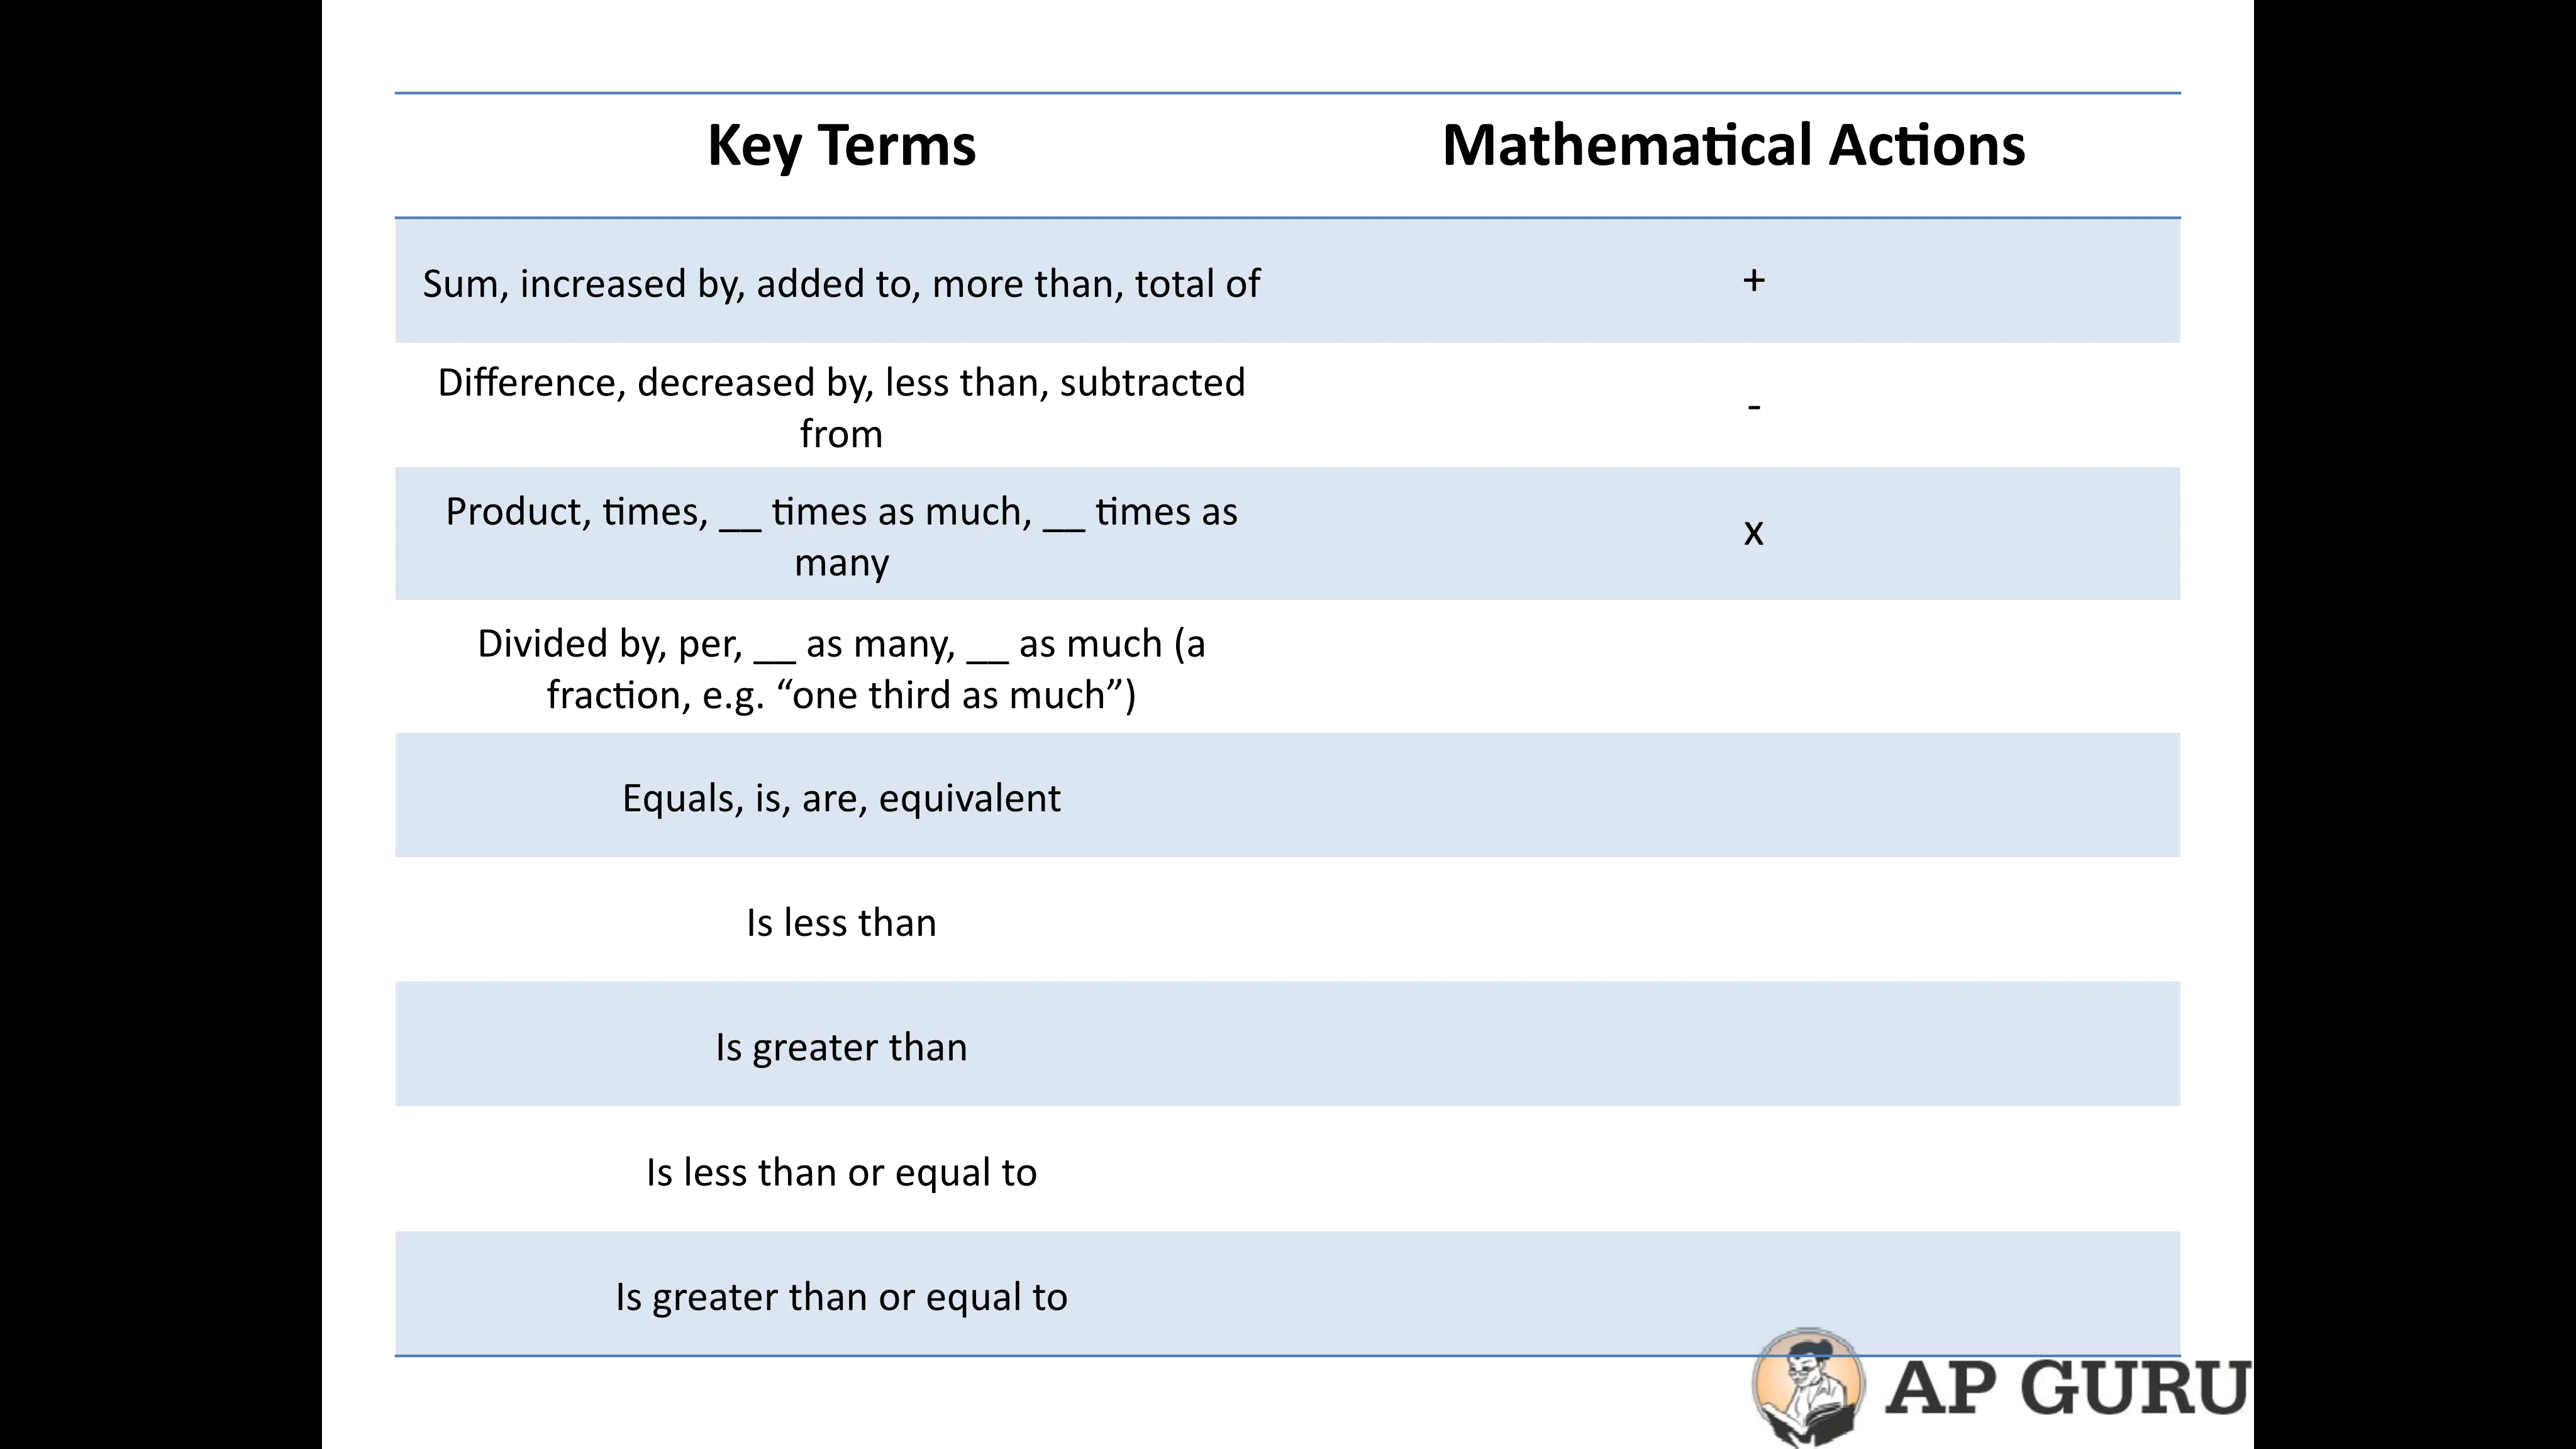 Key Terms Mathematical Actions
Sum, increased by, added to, more than, total of +
Difference, decreased by, less than, subtracted
from
-
Product, times, __ times as much, __ times as
many
x
Divided by, per, __ as many, __ as much (a
fraction, e.g. “one third as much”)
Equals, is, are, equivalent
Is less than
Is greater than
Is less than or equal to
Is greater than or equal to
AP GURU